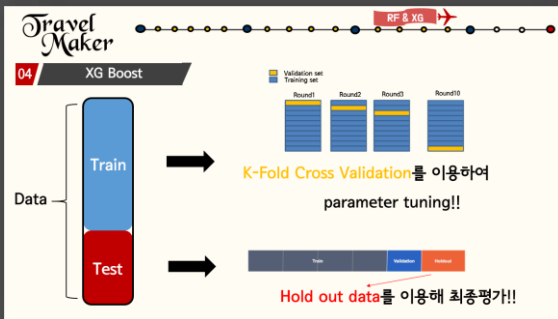 Travel
Maker
RF & XG
04
XG Boost
Validation set
Training set
Round1
Round2
Round3
Round10
Data
Train
K-Fold Cross Validation를 이용하여
parameter tuning!!
Test
Train
Validation
Holdout
Hold out data를 이용해 최종평가!!